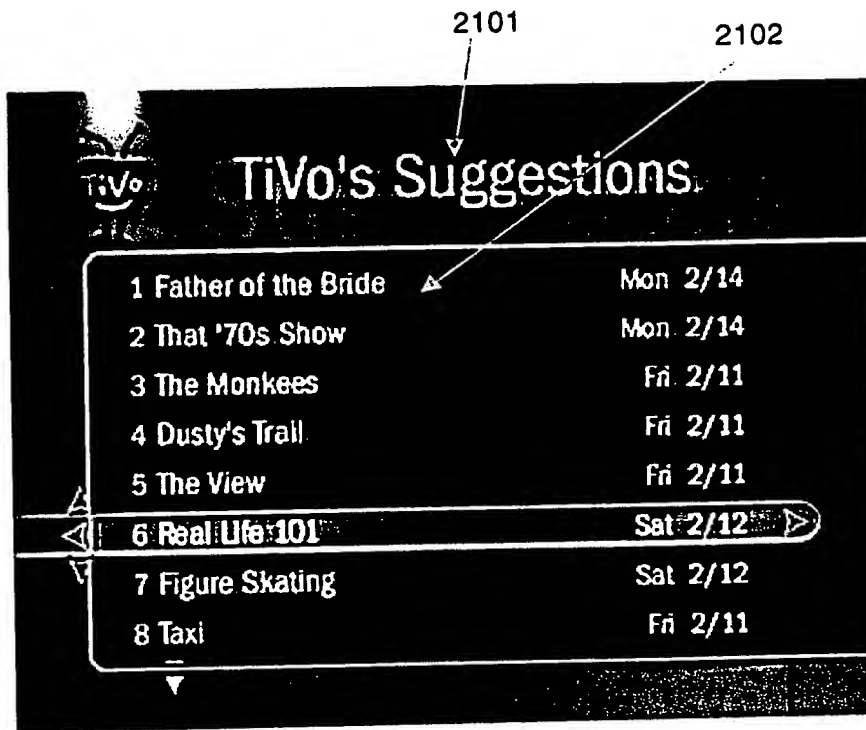 2101
2102
TiVo
TiVo's Suggestions
1 Father of the Bride Mon 2/14
2 That '70s Show Mon 2/14
3 The Monkees Fri 2/11
4 Dusty's Trail Fri 2/11
5 The View Fri 2/11
6 Real Life 101 Sat 2/12
7 Figure Skating Sat 2/12
8 Taxi Fri 2/11